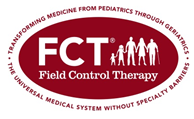 • TRANSFORMING MEDICINE FROM PEDIATRICS THROUGH GERIATRICS •
FCT®
Field Control Therapy
THE UNIVERSAL MEDICAL SYSTEM WITHOUT SPECIALTY BARRIERS